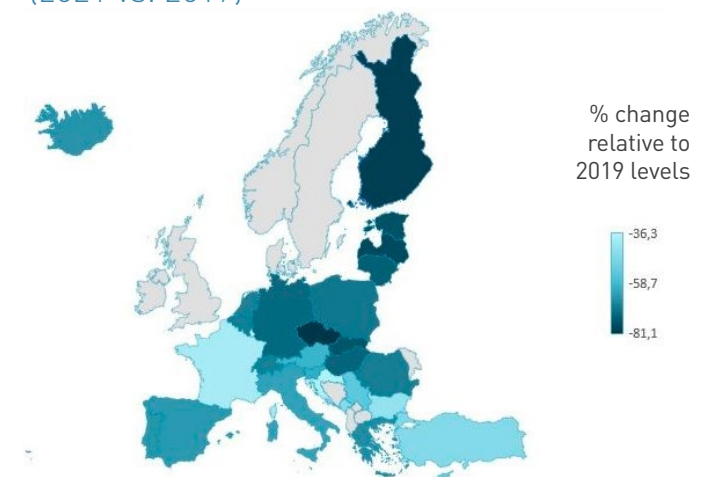 % change
relative to
2019 levels
-36,3
-58,7
-81,1